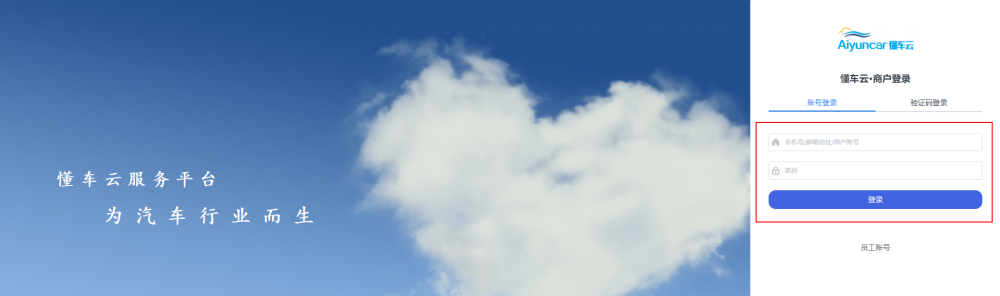 懂车云服务平台
为汽车行业而生
Aiyuncar 懂车云
懂车云·商户登录
账号登录 验证码登录
手机号/邮箱地址/商户账号
密码
登录
员工账号